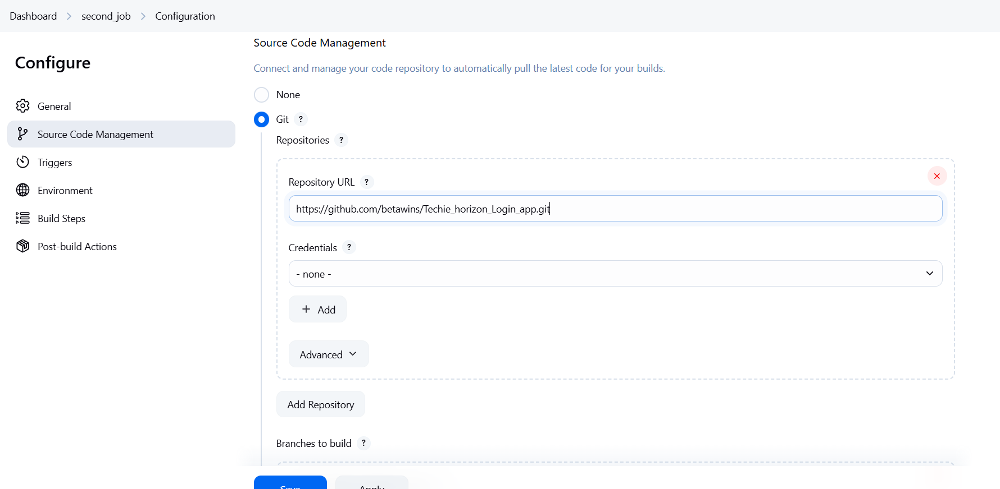 Dashboard > second_job > Configuration
Configure
General
Source Code Management
Triggers
Environment
Build Steps
Post-build Actions
Source Code Management
Connect and manage your code repository to automatically pull the latest code for your builds.
None
Git ?
Repositories ?
Repository URL ?
https://github.com/betawins/Techie_horizon_Login_app.git
Credentials ?
- none -
+ Add
Advanced
Add Repository
Branches to build ?
Save Apply